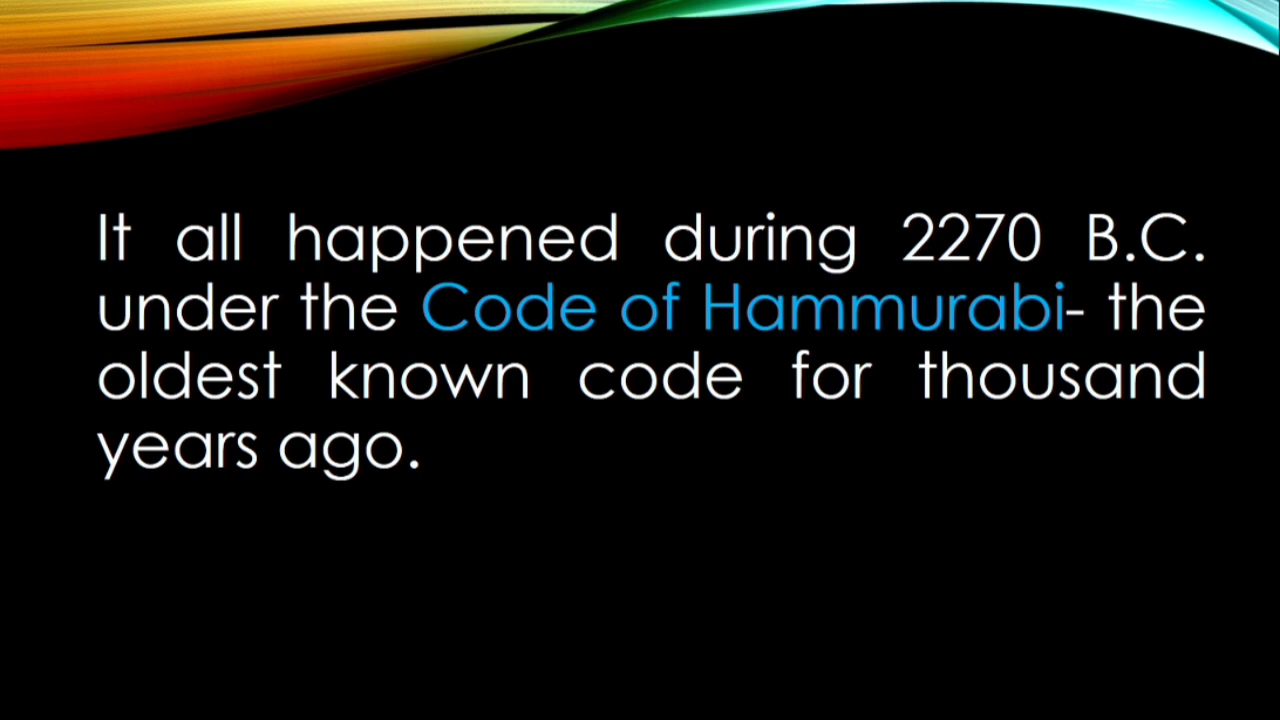 It all happened during 2270 B.C.
under the Code of Hammurabi- the
oldest known code for thousand
years ago.